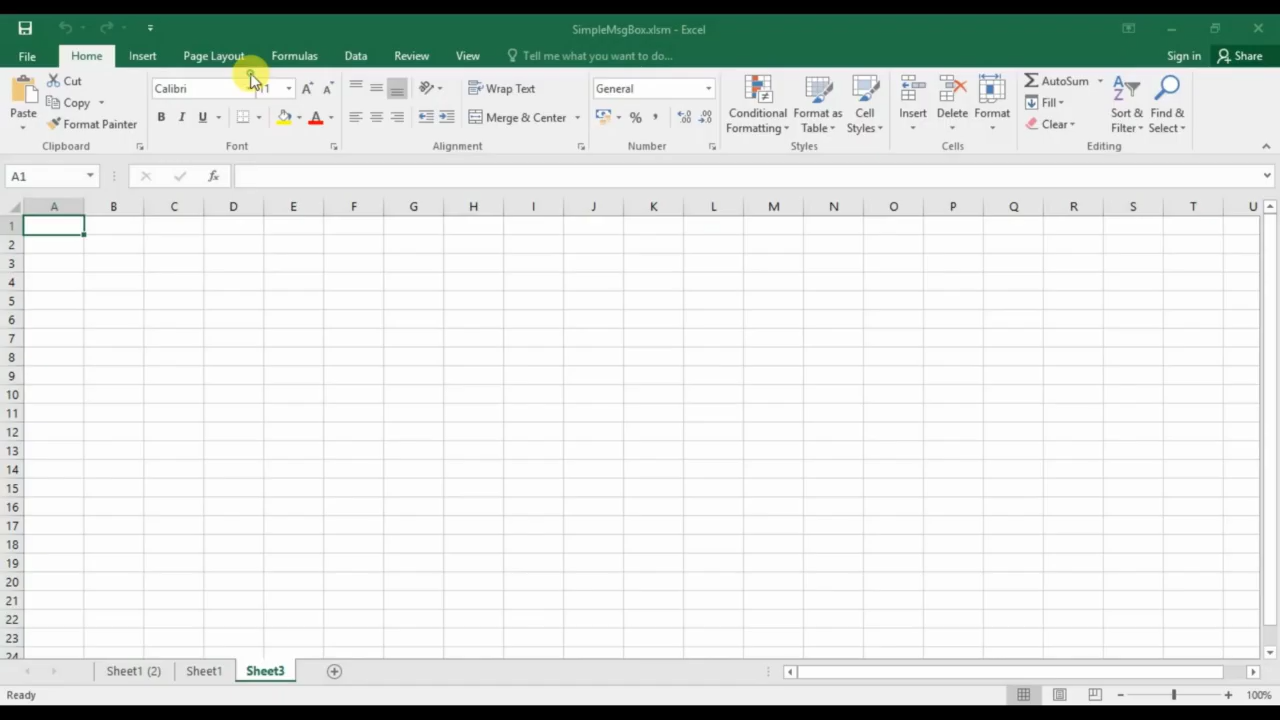 SimpleMsgBox.xlsm - Excel
File Home Insert Page Layout Formulas Data Review View Tell me what you want to do... Sign in Share
Paste
Cut
Copy
Format Painter
Clipboard
Calibri 11
B I U A
Font
Wrap Text
Merge & Center
Alignment
General
%
Number
Conditional Formatting
Format as Table
Cell Styles
Styles
Insert Delete Format
Cells
AutoSum
Fill
Clear
Sort & Filter
Find & Select
Editing
A1 fx
A B C D E F G H I J K L M N O P Q R S T U
1
2
3
4
5
6
7
8
9
10
11
12
13
14
15
16
17
18
19
20
21
22
23
24
Sheet1 (2) Sheet1 Sheet3
Ready 100%